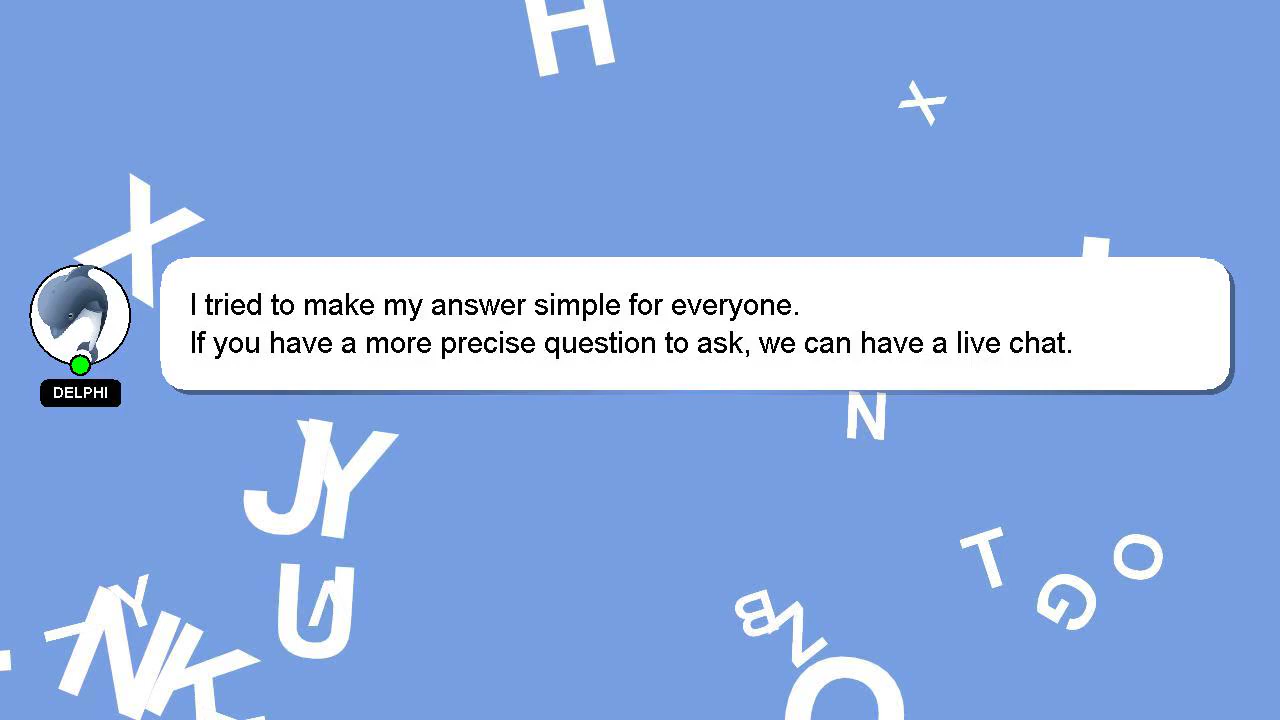 H
X
X
I tried to make my answer simple for everyone.
If you have a more precise question to ask, we can have a live chat.
DELPHI
N
J
Y
T
O
G
U
Y
B
N
N
K
O